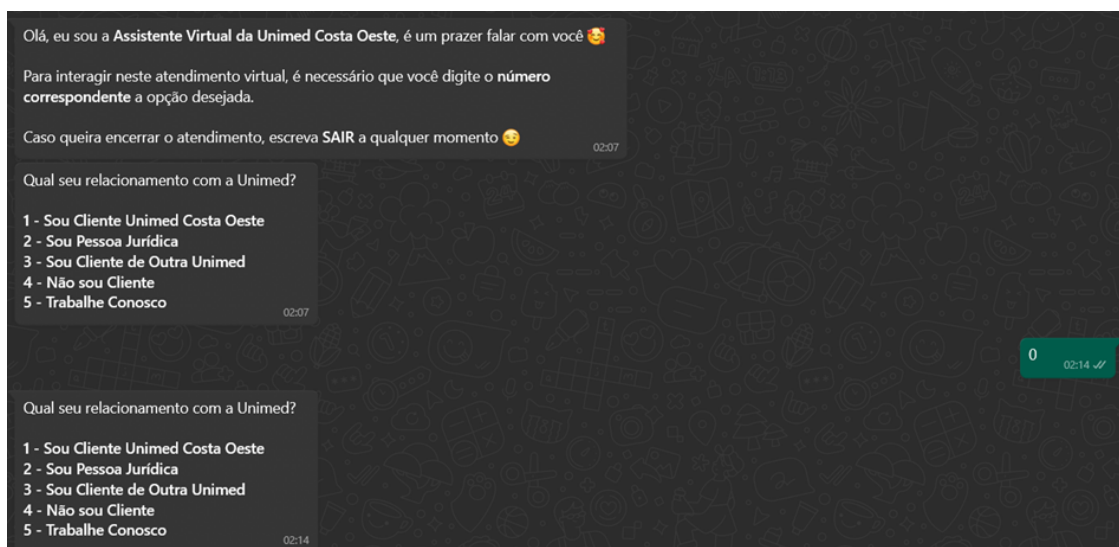 Olá, eu sou a Assistente Virtual da Unimed Costa Oeste, é um prazer falar com você 🥰
Para interagir neste atendimento virtual, é necessário que você digite o número
correspondente a opção desejada.
Caso queira encerrar o atendimento, escreva SAIR a qualquer momento 😉
02:07
Qual seu relacionamento com a Unimed?
1 - Sou Cliente Unimed Costa Oeste
2 - Sou Pessoa Jurídica
3 - Sou Cliente de Outra Unimed
4 - Não sou Cliente
5 - Trabalhe Conosco
02:07
0
02:14
Qual seu relacionamento com a Unimed?
1 - Sou Cliente Unimed Costa Oeste
2 - Sou Pessoa Jurídica
3 - Sou Cliente de Outra Unimed
4 - Não sou Cliente
5 - Trabalhe Conosco
02:14